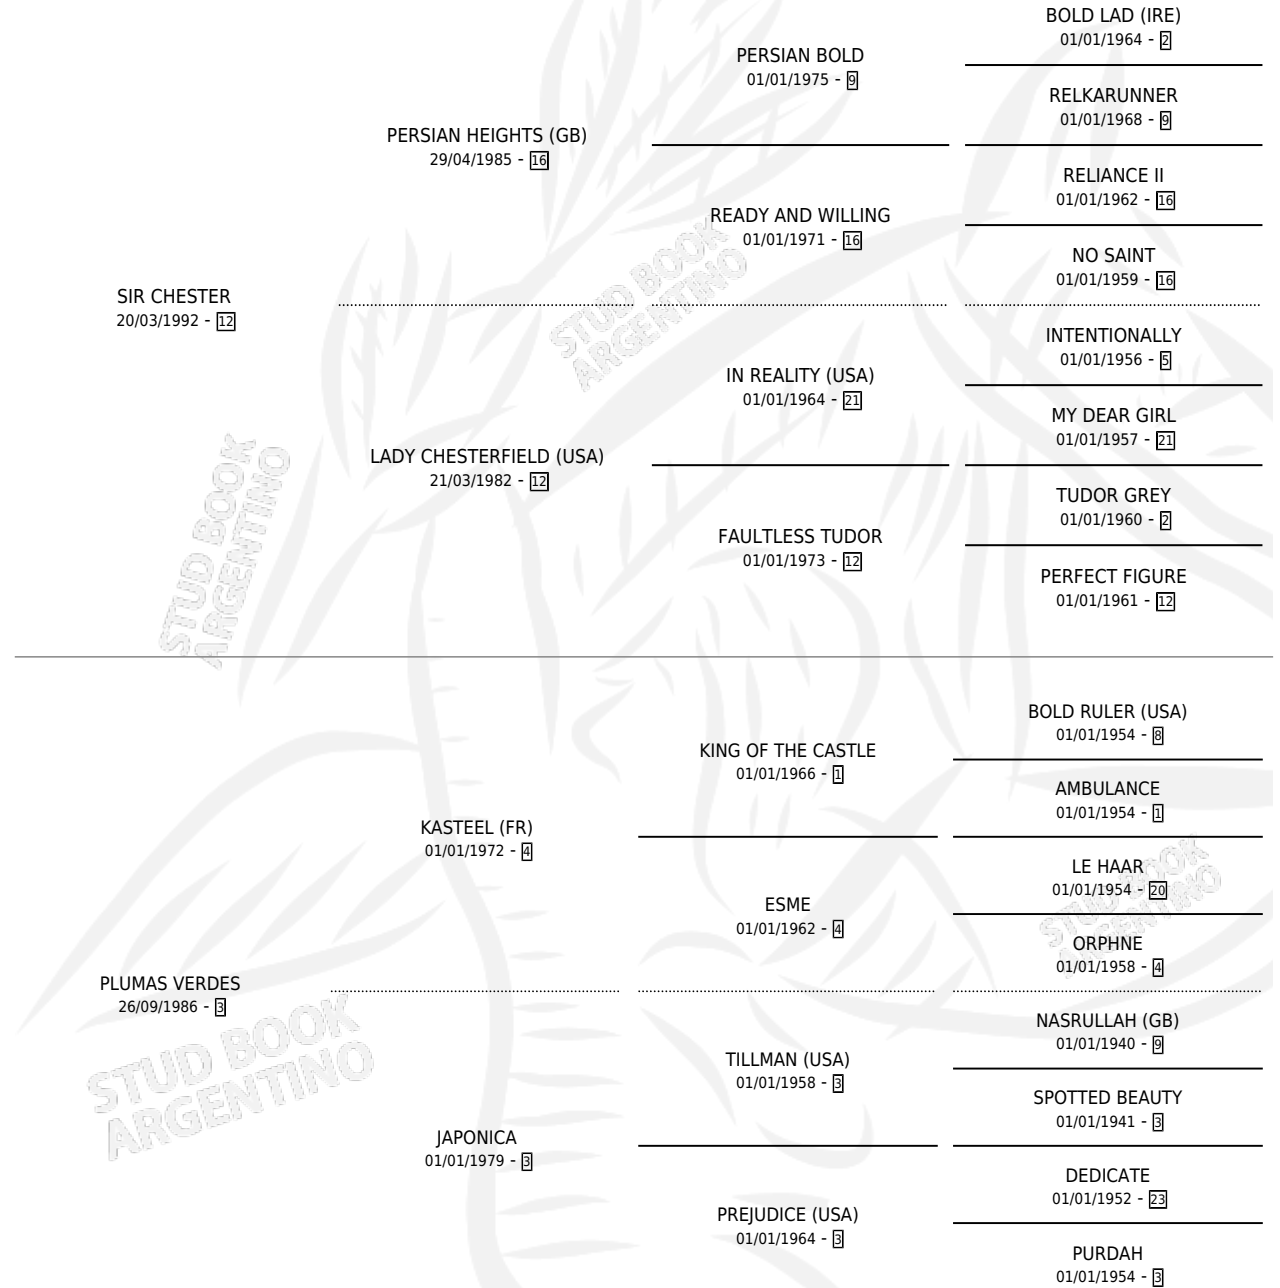 BOLD LAD (IRE)
01/01/1964 - 2
PERSIAN BOLD
01/01/1975 - 9
RELKARUNNER
01/01/1968 - 9
PERSIAN HEIGHTS (GB)
29/04/1985 - 16
RELIANCE II
01/01/1962 - 16
READY AND WILLING
01/01/1971 - 16
NO SAINT
01/01/1959 - 16
SIR CHESTER
20/03/1992 - 12
INTENTIONALLY
01/01/1956 - 5
IN REALITY (USA)
01/01/1964 - 21
MY DEAR GIRL
01/01/1957 - 21
LADY CHESTERFIELD (USA)
21/03/1982 - 12
TUDOR GREY
01/01/1960 - 2
FAULTLESS TUDOR
01/01/1973 - 12
PERFECT FIGURE
01/01/1961 - 12
BOLD RULER (USA)
01/01/1954 - 8
KING OF THE CASTLE
01/01/1966 - 1
AMBULANCE
01/01/1954 - 1
KASTEEL (FR)
01/01/1972 - 4
LE HAAR
01/01/1954 - 20
ESME
01/01/1962 - 4
ORPHNE
01/01/1958 - 4
PLUMAS VERDES
26/09/1986 - 3
NASRULLAH (GB)
01/01/1940 - 9
TILLMAN (USA)
01/01/1958 - 3
SPOTTED BEAUTY
01/01/1941 - 3
JAPONICA
01/01/1979 - 3
DEDICATE
01/01/1952 - 23
PREJUDICE (USA)
01/01/1964 - 3
PURDAH
01/01/1954 - 3
STUD BOOK
ARGENTINO
STUD BOOK
ARGENTINO
STUD BOOK
ARGENTINO
STUD BOOK
ARGENTINO